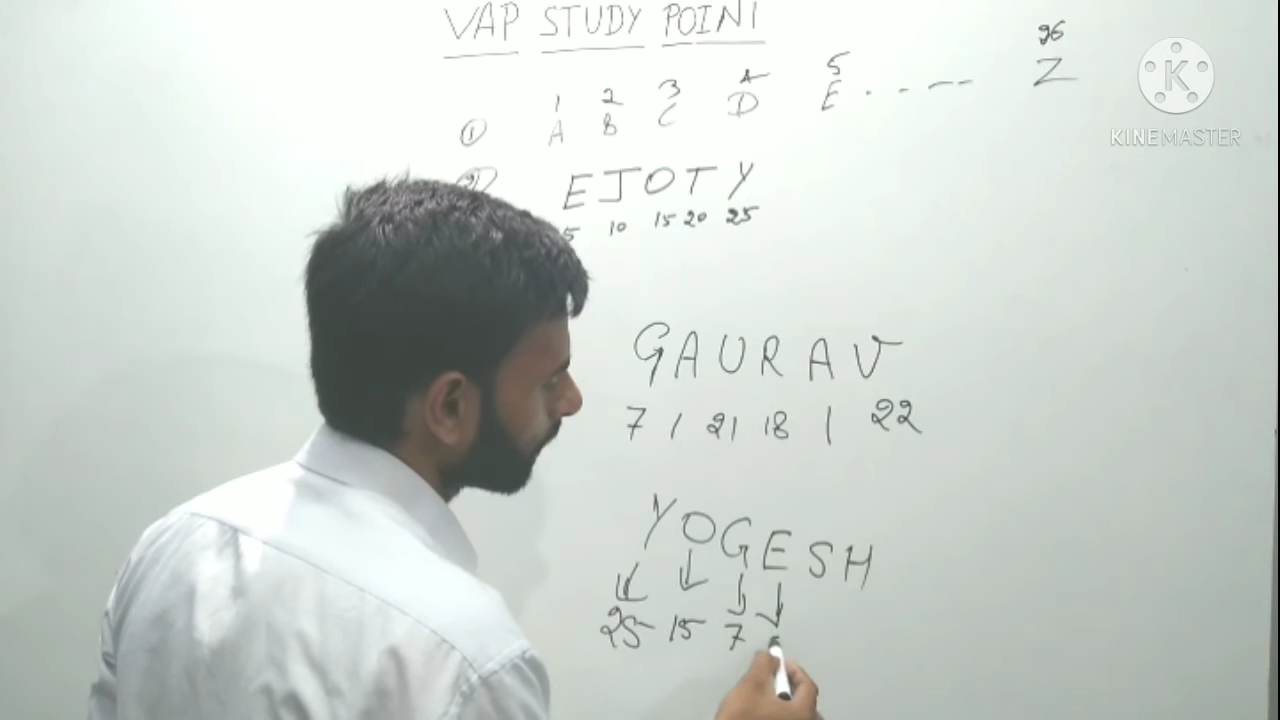 VAP STUDY POINT
1 2 3 4 5 26
① A B C D E . - - -- Z
E J O T Y
5 10 15 20 25
GAURAV
7 1 21 18 1 22
YOGESH
25 15 7
K
KINEMASTER